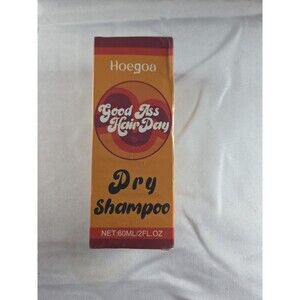 Hoegoa
Good Ass
Hair Day
Dry
Shampoo
NET:60ML/2FL.OZ